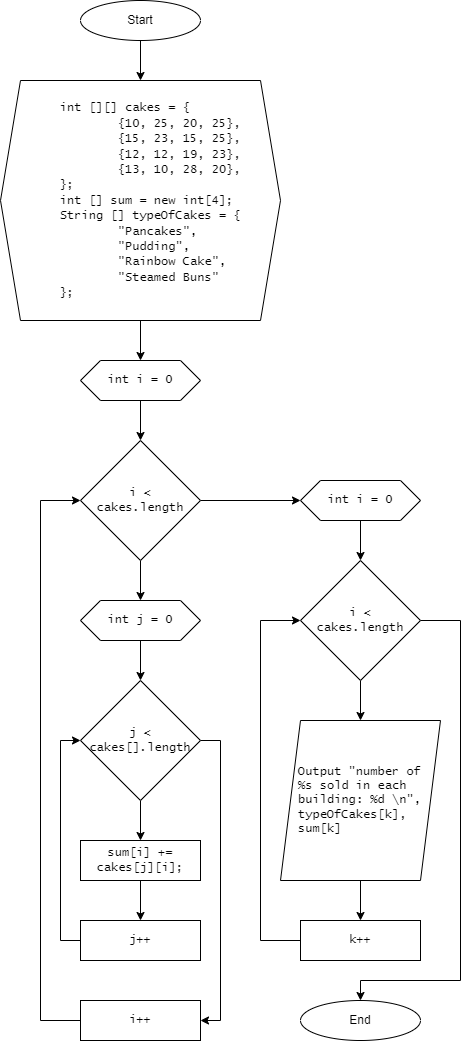 Start
int [][] cakes = {
{10, 25, 20, 25},
{15, 23, 15, 25},
{12, 12, 19, 23},
{13, 10, 28, 20},
};
int [] sum = new int[4];
String [] typeOfCakes = {
"Pancakes",
"Pudding",
"Rainbow Cake",
"Steamed Buns"
};
int i = 0
i <
cakes.length
int j = 0
j <
cakes[].length
sum[i] +=
cakes[j][i];
j++
i++
int i = 0
i <
cakes.length
Output "number of
%s sold in each
building: %d \n",
typeOfCakes[k],
sum[k]
k++
End